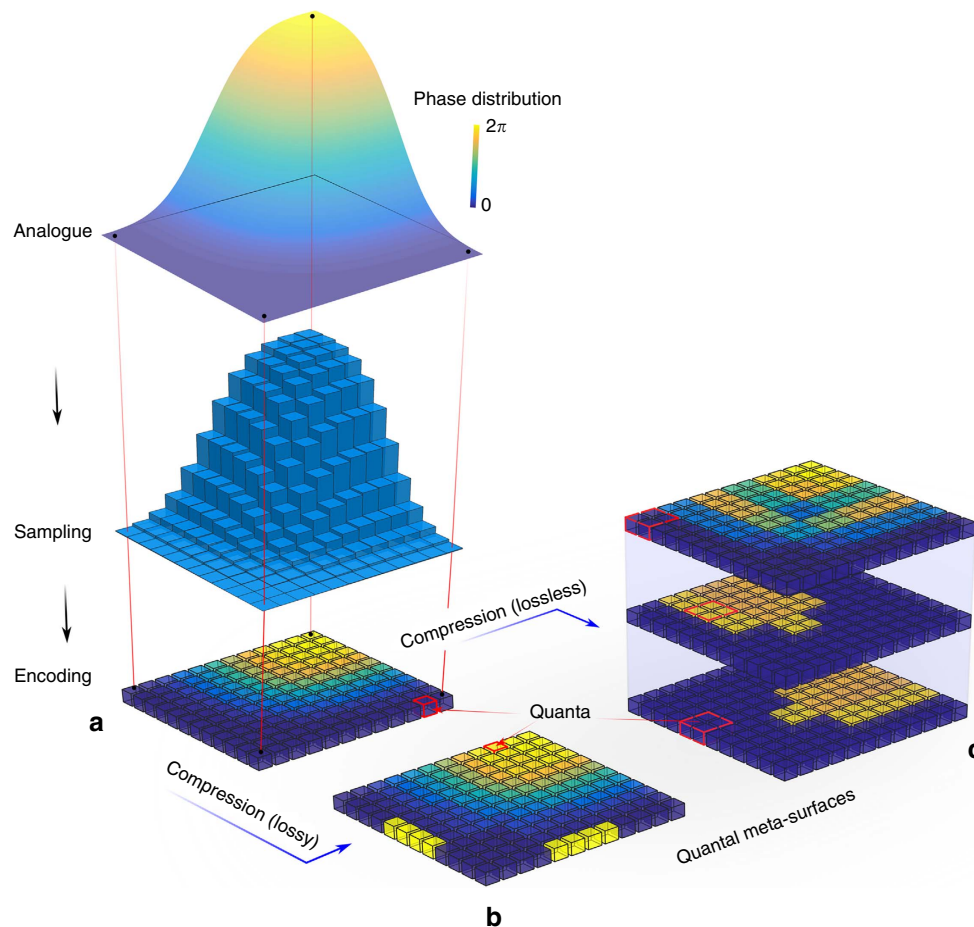 Phase distribution
2π
0
Analogue
Sampling
Compression (lossless)
Encoding
a
Quanta
Compression (lossy)
Quantal meta-surfaces
b